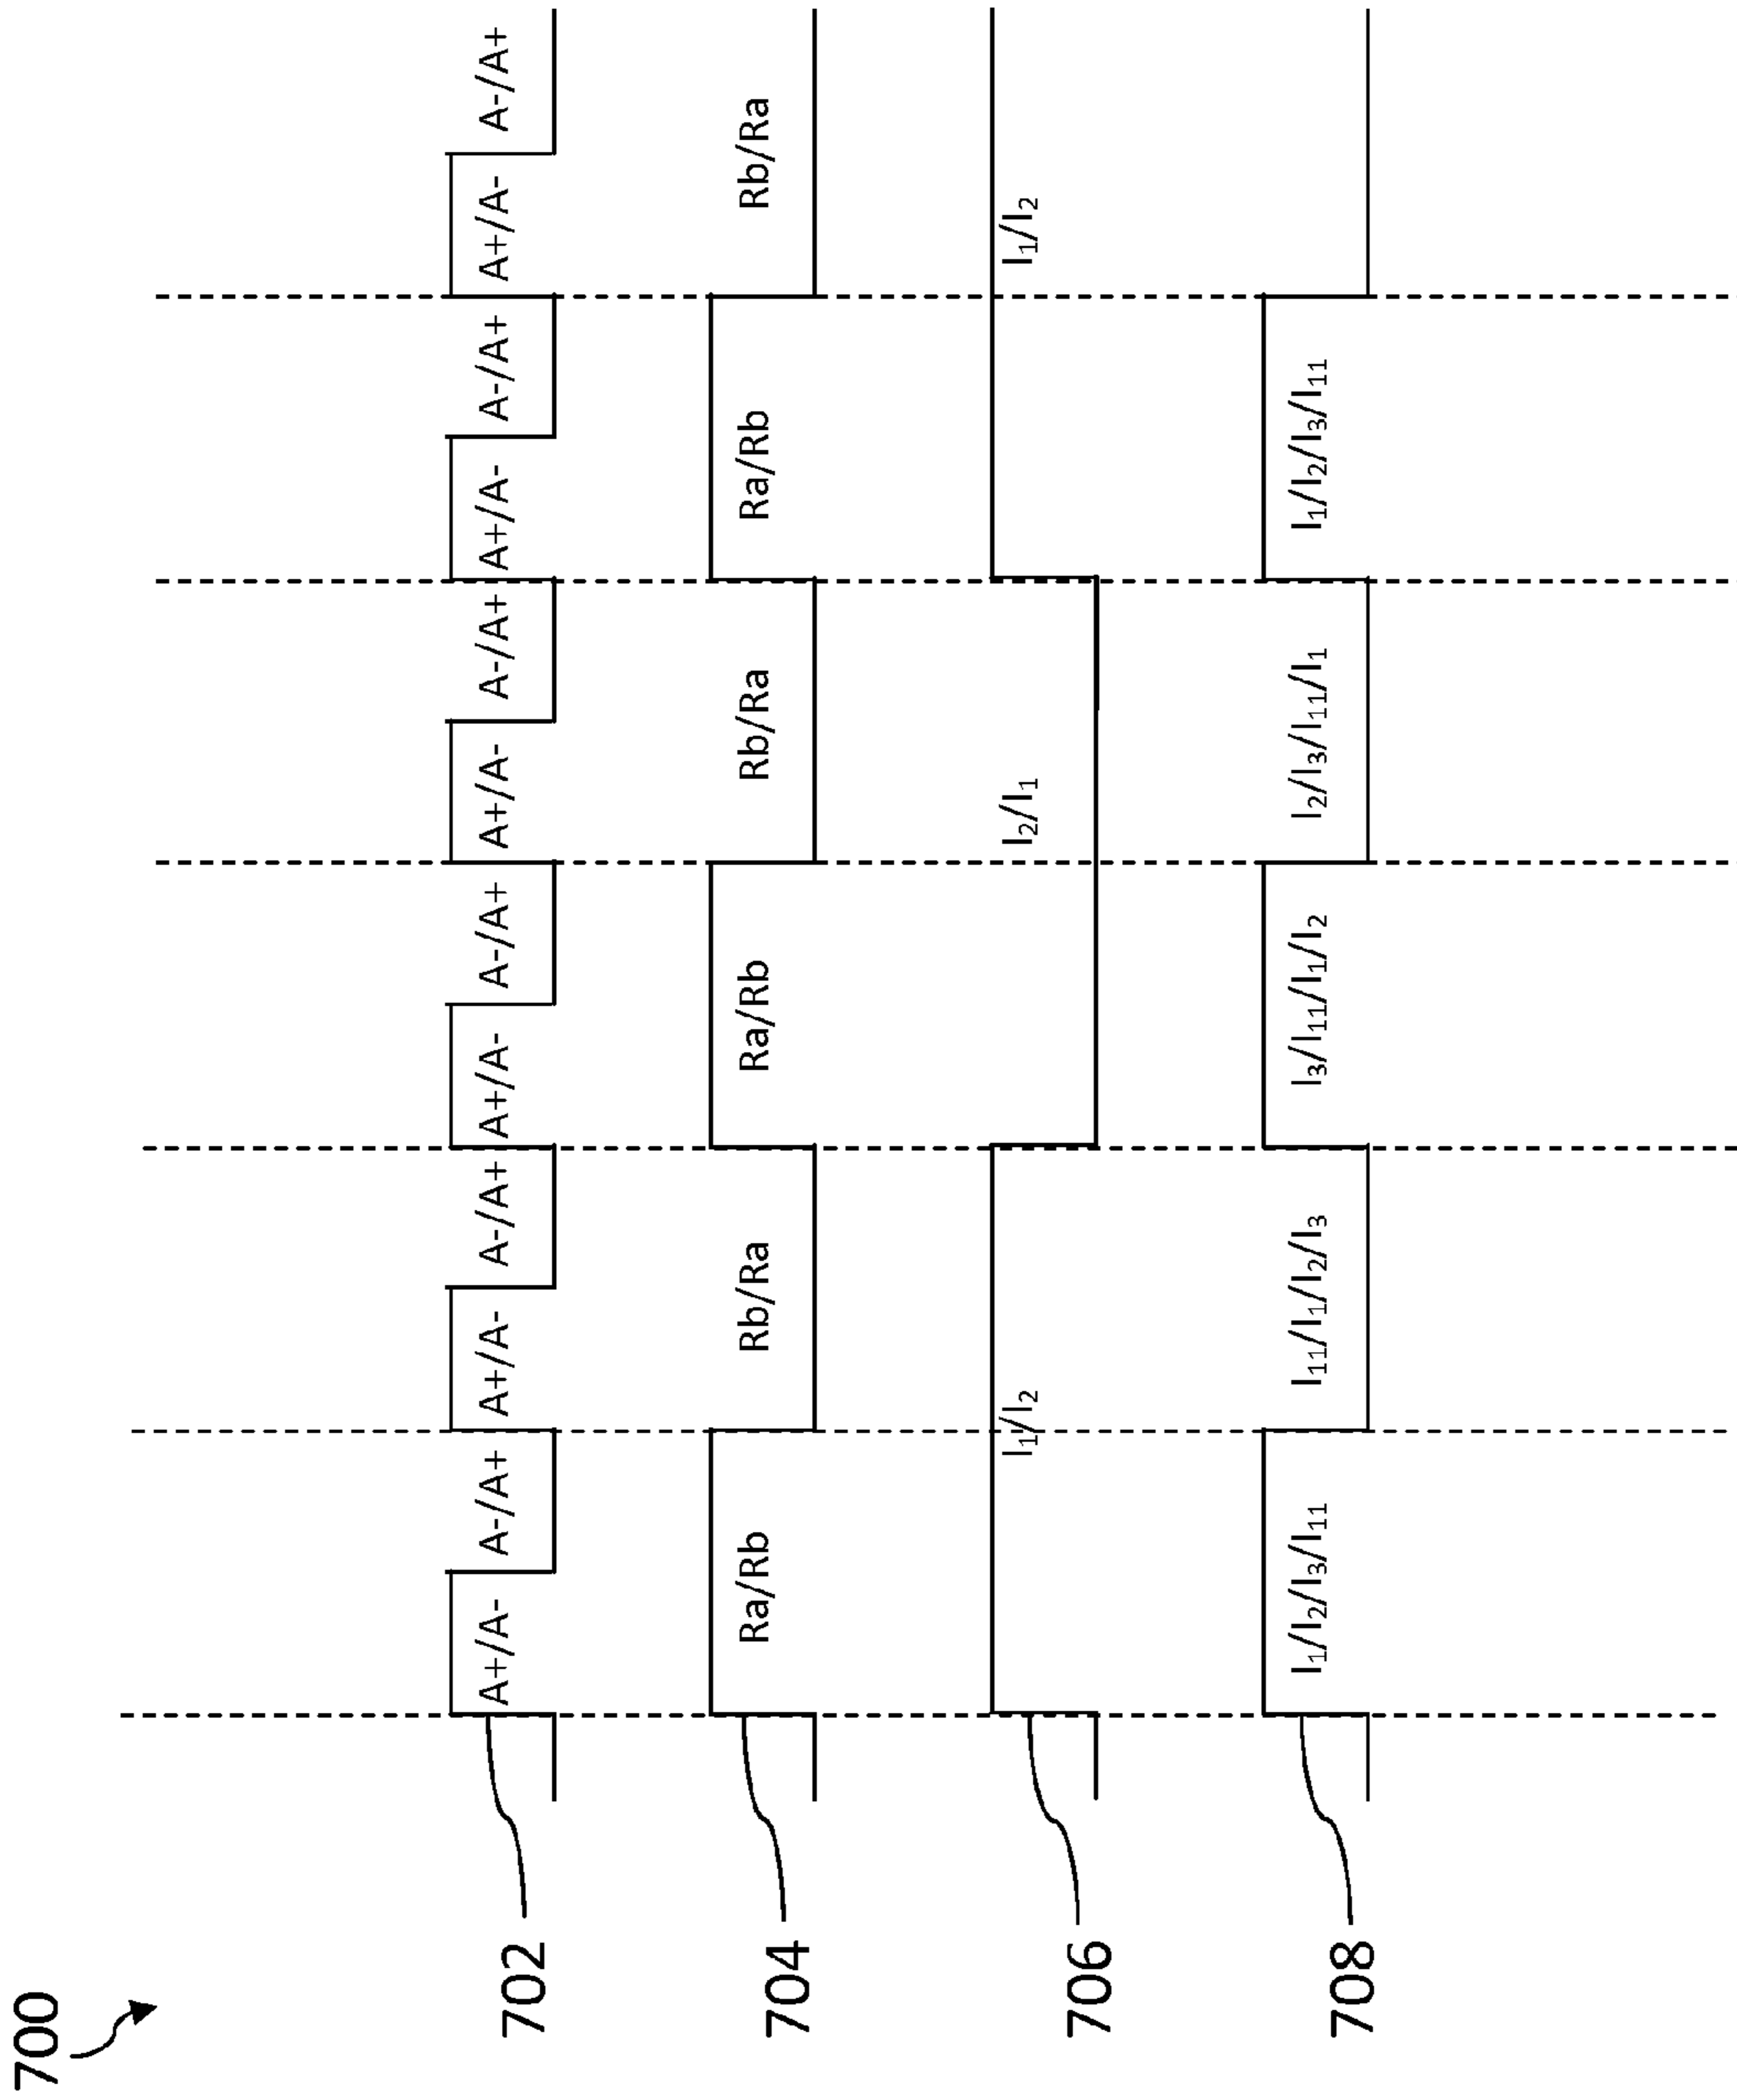 700
702
A+/A- A-/A+ A+/A- A-/A+ A+/A- A-/A+ A+/A- A-/A+ A+/A- A-/A+ A+/A- A-/A+
704
Ra/Rb Rb/Ra Ra/Rb Rb/Ra Ra/Rb Rb/Ra
706
I₁/I₂ I₂/I₁ I₁/I₂
708
I₁/I₂/I₃/I₁₁ I₁₁/I₁/I₂/I₃ I₃/I₁₁/I₁/I₂ I₂/I₃/I₁₁/I₁ I₁/I₂/I₃/I₁₁